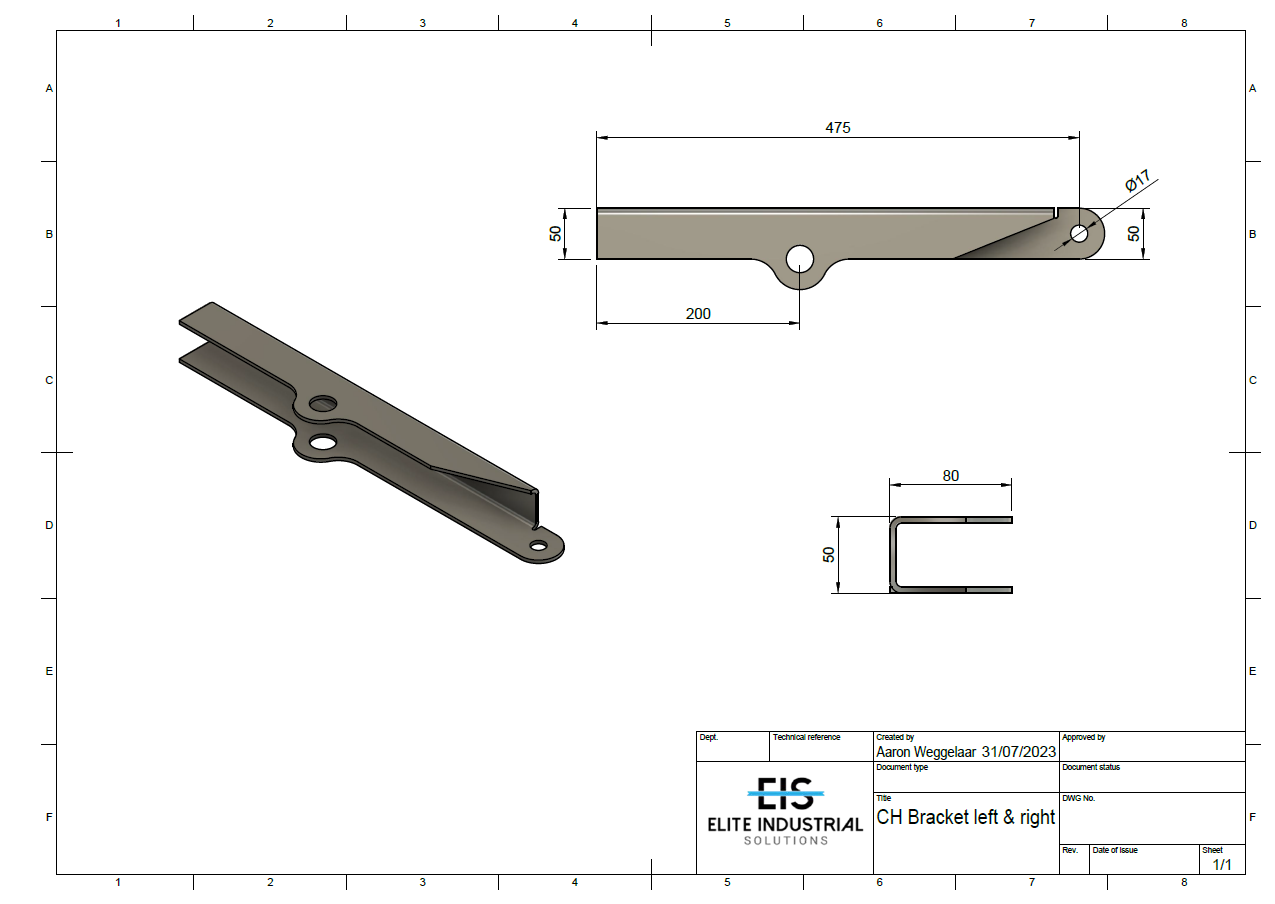 1 2 3 4 5 6 7 8
A A
475
Ø17
B B
50 50
200
C C
80
D D
50
E E
Dept. Technical reference Created by Approved by
Aaron Weggelaar 31/07/2023
Document type Document status
EIS
ELITE INDUSTRIAL
SOLUTIONS
Title DWG No.
CH Bracket left & right
F F
Rev. Date of issue Sheet
1/1
1 2 3 4 5 6 7 8